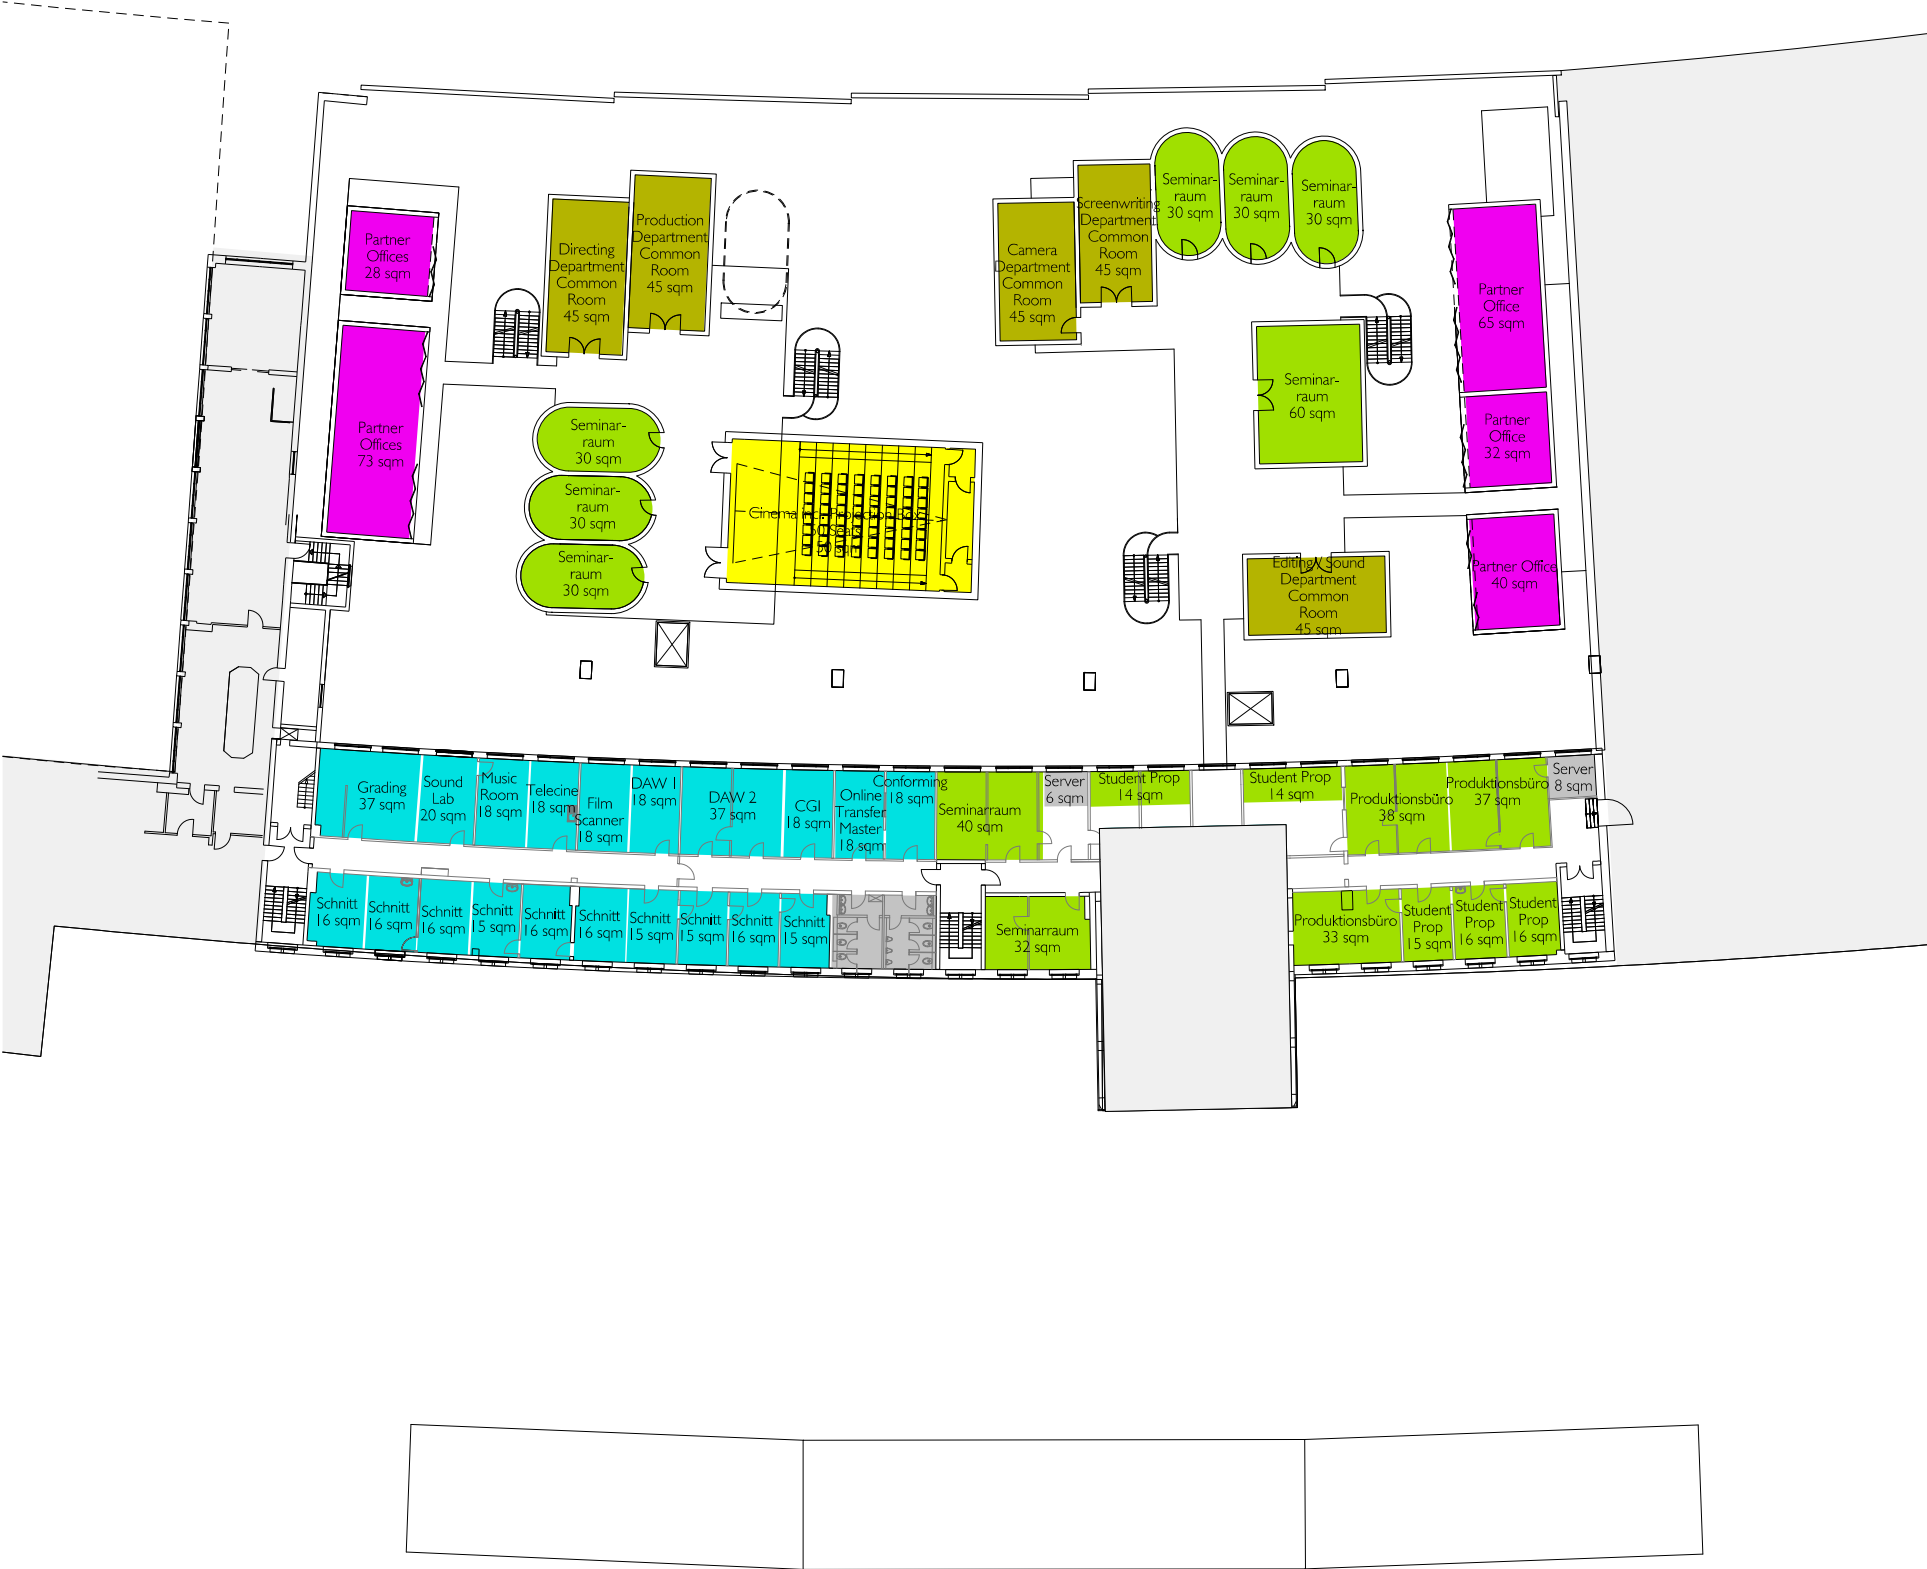 Partner
Offices
28 sqm
Directing
Department
Common
Room
45 sqm
Production
Department
Common
Room
45 sqm
Camera
Department
Common
Room
45 sqm
Screenwriting
Department
Common
Room
45 sqm
Seminar-
raum
30 sqm
Seminar-
raum
30 sqm
Seminar-
raum
30 sqm
Partner
Office
65 sqm
Partner
Offices
73 sqm
Seminar-
raum
30 sqm
Seminar-
raum
30 sqm
Seminar-
raum
30 sqm
Cinema incl. Projection Box
50 Seats
Seminar-
raum
60 sqm
Partner
Office
32 sqm
Editing / Sound
Department
Common
Room
45 sqm
Partner Office
40 sqm
Grading
37 sqm
Sound
Lab
20 sqm
Music
Room
18 sqm
Telecine
18 sqm
Film
Scanner
18 sqm
DAW 1
18 sqm
DAW 2
37 sqm
CGI
18 sqm
Online
Transfer
Master
18 sqm
Conforming
18 sqm
Seminarraum
40 sqm
Server
6 sqm
Student Prop
14 sqm
Student Prop
14 sqm
Produktionsbüro
38 sqm
Produktionsbüro
37 sqm
Server
8 sqm
Schnitt
16 sqm
Schnitt
16 sqm
Schnitt
16 sqm
Schnitt
15 sqm
Schnitt
16 sqm
Schnitt
16 sqm
Schnitt
15 sqm
Schnitt
15 sqm
Schnitt
16 sqm
Schnitt
15 sqm
Seminarraum
32 sqm
Produktionsbüro
33 sqm
Student
Prop
15 sqm
Student
Prop
16 sqm
Student
Prop
16 sqm